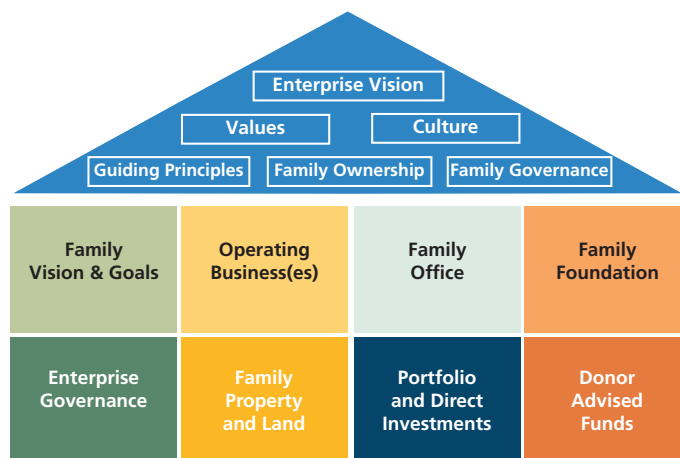 Enterprise Vision
Values
Culture
Guiding Principles
Family Ownership
Family Governance
Family
Vision & Goals
Operating
Business(es)
Family
Office
Family
Foundation
Enterprise
Governance
Family
Property
and Land
Portfolio
and Direct
Investments
Donor
Advised
Funds